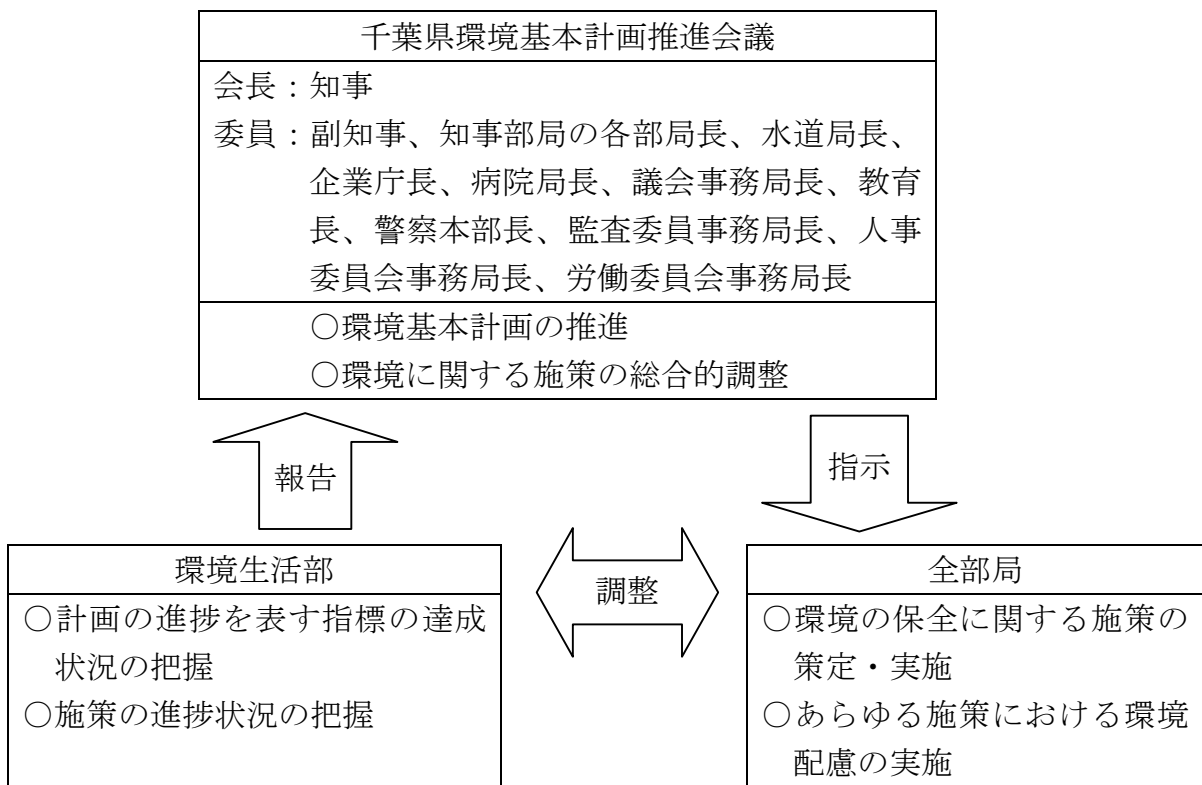 千葉県環境基本計画推進会議
会長：知事
委員：副知事、知事部局の各部局長、水道局長、
企業庁長、病院局長、議会事務局長、教育
長、警察本部長、監査委員事務局長、人事
委員会事務局長、労働委員会事務局長
○環境基本計画の推進
○環境に関する施策の総合的調整
報告
指示
環境生活部
○計画の進捗を表す指標の達成
状況の把握
○施策の進捗状況の把握
調整
全部局
○環境の保全に関する施策の
策定・実施
○あらゆる施策における環境
配慮の実施